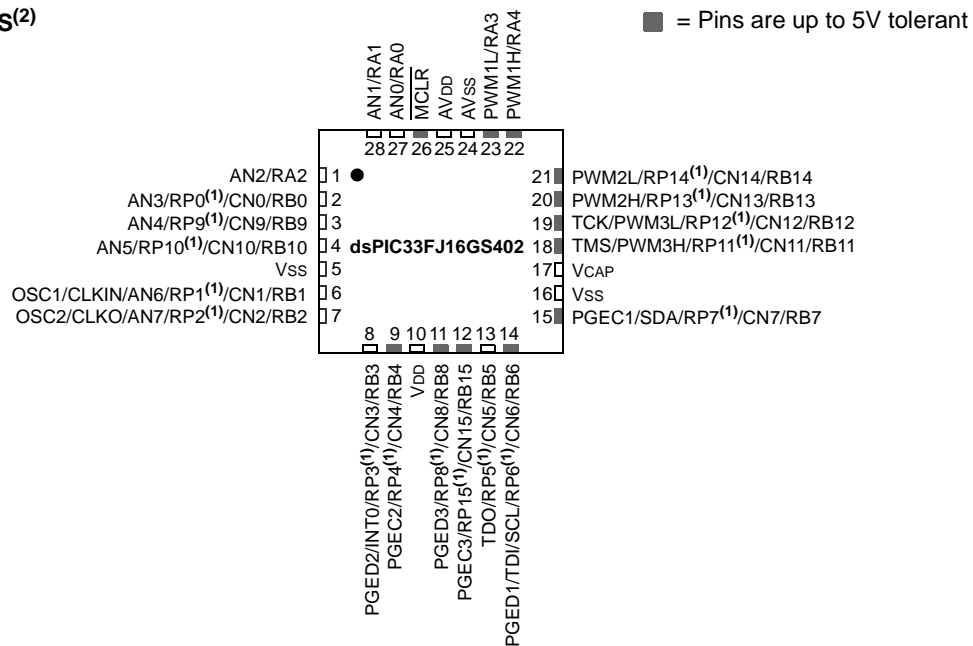 S(2)
= Pins are up to 5V tolerant
AN1/RA1
AN0/RA0
MCLR
AVDD
AVSS
PWM1L/RA3
PWM1H/RA4
28 27 26 25 24 23 22
AN2/RA2 1
AN3/RP0(1)/CN0/RB0 2
AN4/RP9(1)/CN9/RB9 3
AN5/RP10(1)/CN10/RB10 4
VSS 5
OSC1/CLKIN/AN6/RP1(1)/CN1/RB1 6
OSC2/CLKO/AN7/RP2(1)/CN2/RB2 7
dsPIC33FJ16GS402
21 PWM2L/RP14(1)/CN14/RB14
20 PWM2H/RP13(1)/CN13/RB13
19 TCK/PWM3L/RP12(1)/CN12/RB12
18 TMS/PWM3H/RP11(1)/CN11/RB11
17 VCAP
16 VSS
15 PGEC1/SDA/RP7(1)/CN7/RB7
8 9 10 11 12 13 14
PGED2/INT0/RP3(1)/CN3/RB3
PGEC2/RP4(1)/CN4/RB4
VDD
PGED3/RP8(1)/CN8/RB8
PGEC3/RP15(1)/CN15/RB15
TDO/RP5(1)/CN5/RB5
PGED1/TDI/SCL/RP6(1)/CN6/RB6